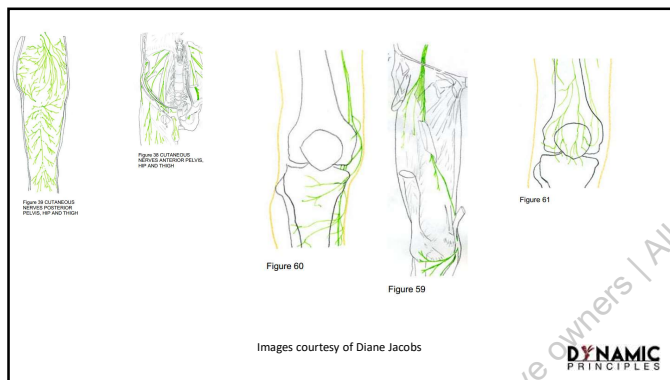 Figure 39 CUTANEOUS
NERVES POSTERIOR
PELVIS, HIP AND THIGH
Figure 38 CUTANEOUS
NERVES ANTERIOR PELVIS,
HIP AND THIGH
Figure 60
Figure 59
Figure 61
Images courtesy of Diane Jacobs
owners | All
DYNAMIC
PRINCIPLES